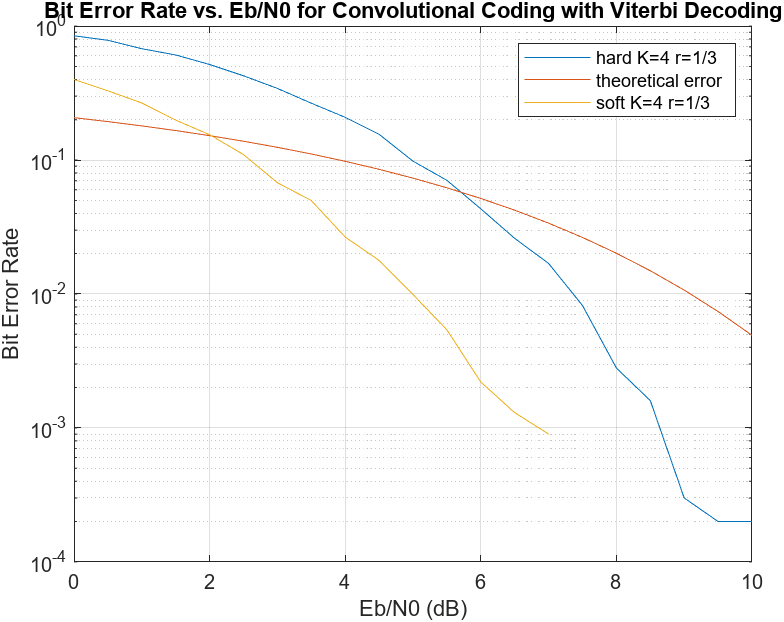 Bit Error Rate vs. Eb/N0 for Convolutional Coding with Viterbi Decoding
10^0
10^-1
10^-2
10^-3
10^-4
Bit Error Rate
hard K=4 r=1/3
theoretical error
soft K=4 r=1/3
0 2 4 6 8 10
Eb/N0 (dB)